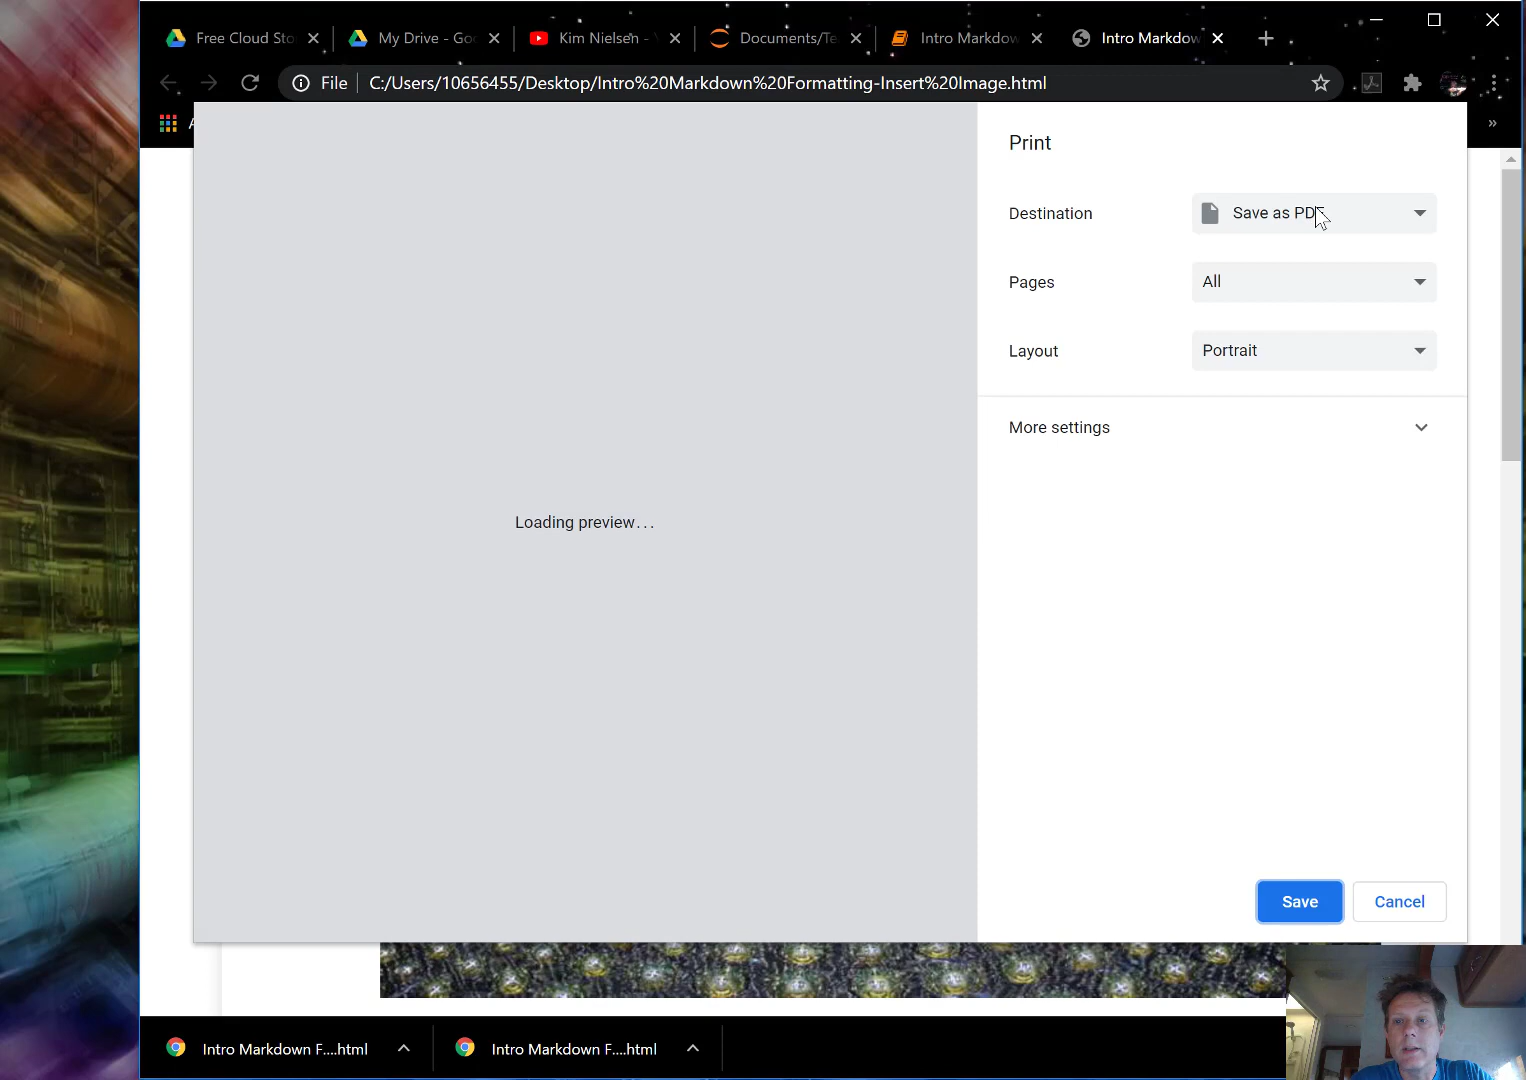 Free Cloud Sto
My Drive - Goo
Kim Nielsen -
Documents/Te
Intro Markdow
Intro Markdow
File
C:/Users/10656455/Desktop/Intro%20Markdown%20Formatting-Insert%20Image.html
A
»
Print
Destination
Save as PDF
Pages
All
Layout
Portrait
More settings
Loading preview...
Save
Cancel
Intro Markdown F....html
Intro Markdown F....html